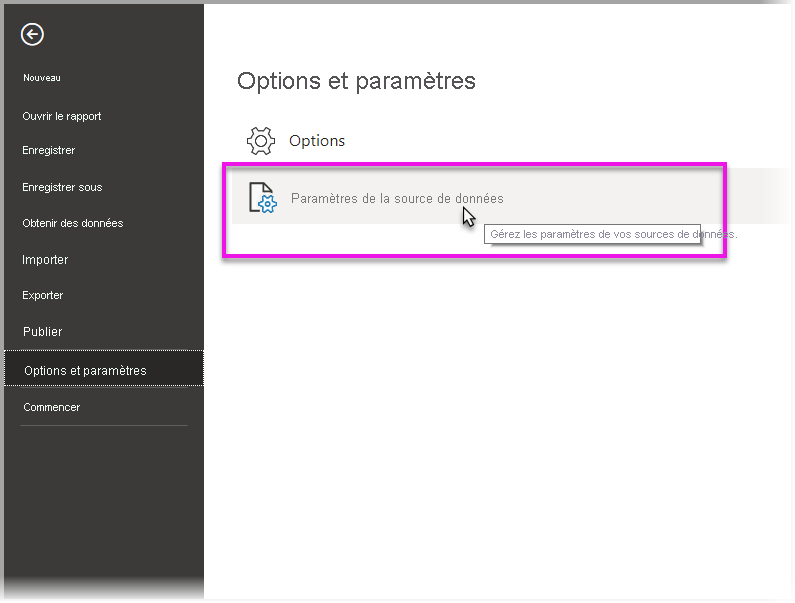 Nouveau
Ouvrir le rapport
Enregistrer
Enregistrer sous
Obtenir des données
Importer
Exporter
Publier
Options et paramètres
Commencer
Options et paramètres
Options
Paramètres de la source de données
Gérez les paramètres de vos sources de données.